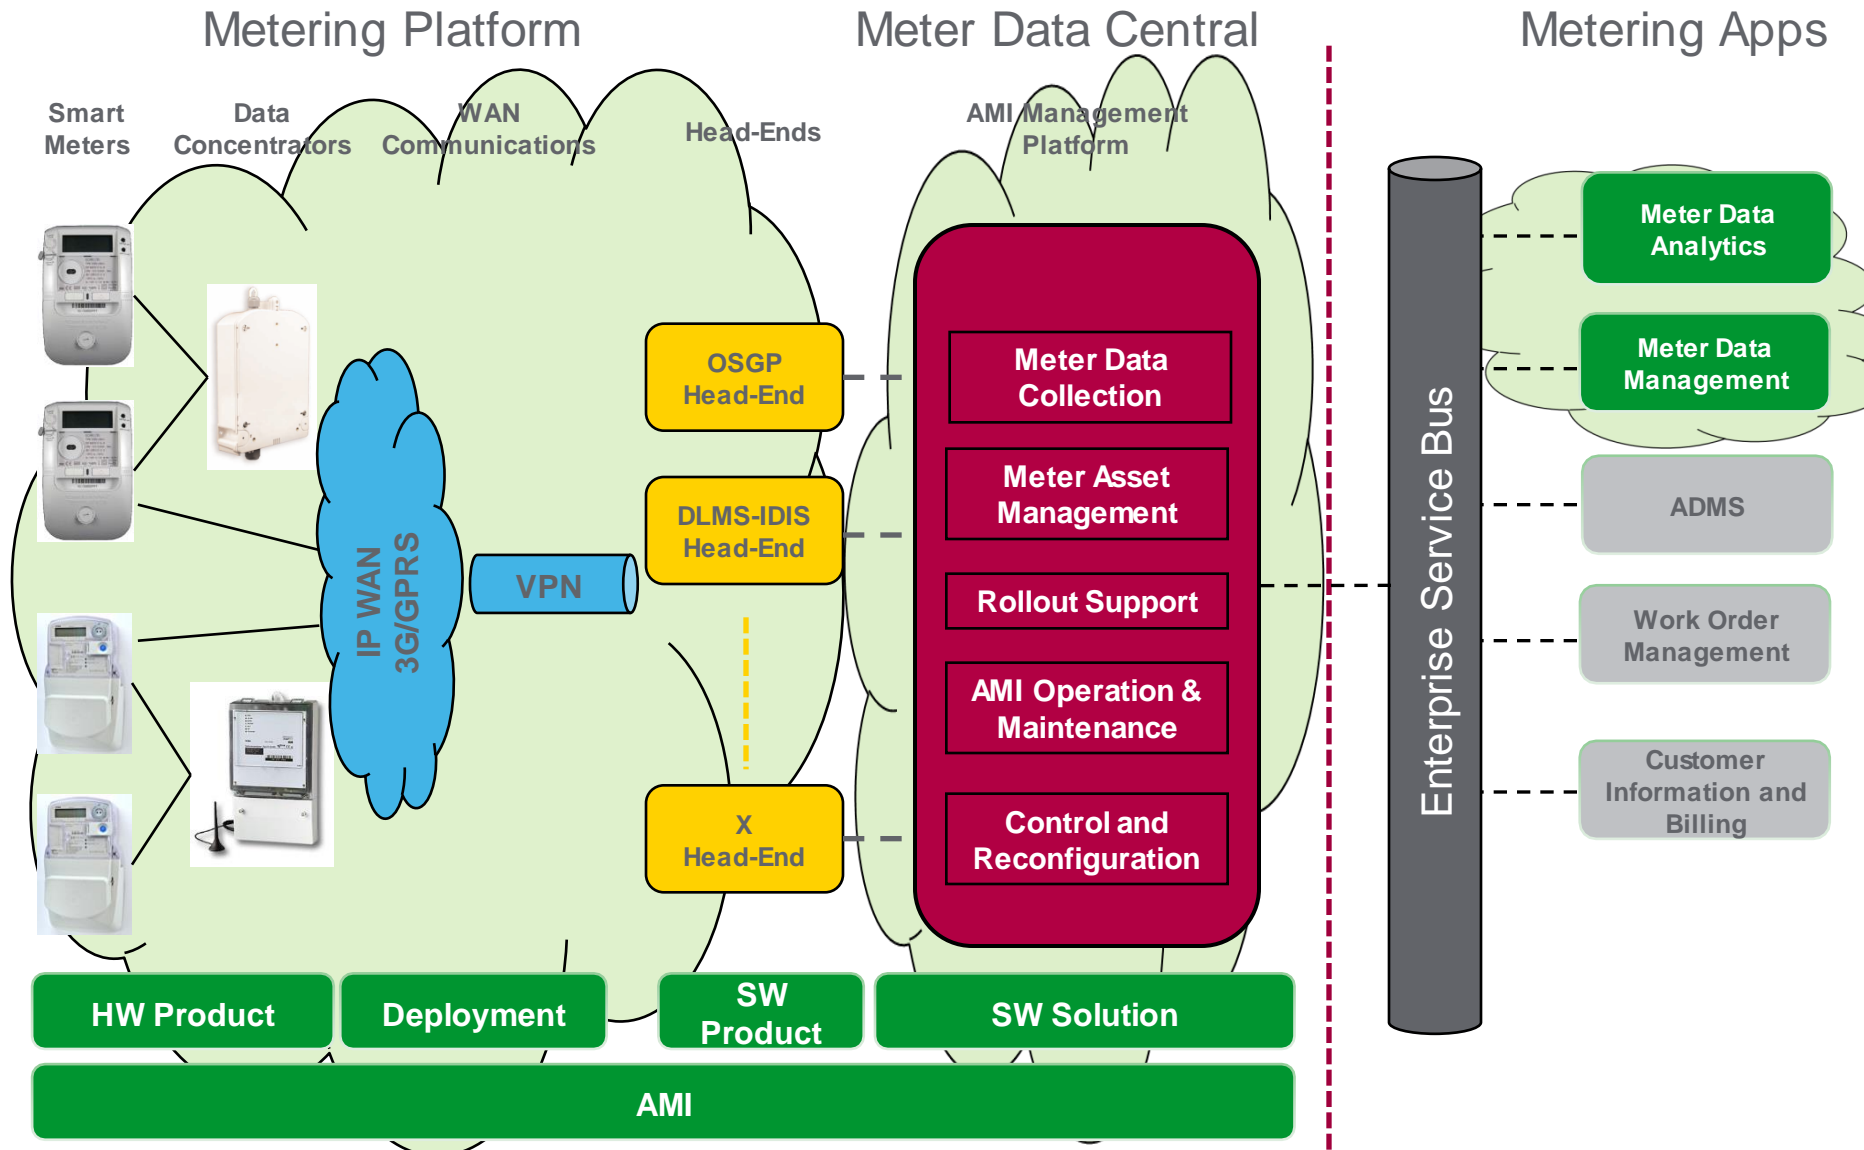 Metering Platform
Meter Data Central
Metering Apps
Smart
Meters
Data
Concentrators
WAN
Communications
Head-Ends
AMI Management
Platform
OSGP
Head-End
DLMS-IDIS
Head-End
X
Head-End
IP WAN
3G/GPRS
VPN
Meter Data
Collection
Meter Asset
Management
Rollout Support
AMI Operation &
Maintenance
Control and
Reconfiguration
Enterprise Service Bus
Meter Data
Analytics
Meter Data
Management
ADMS
Work Order
Management
Customer
Information and
Billing
HW Product
Deployment
SW
Product
SW Solution
AMI